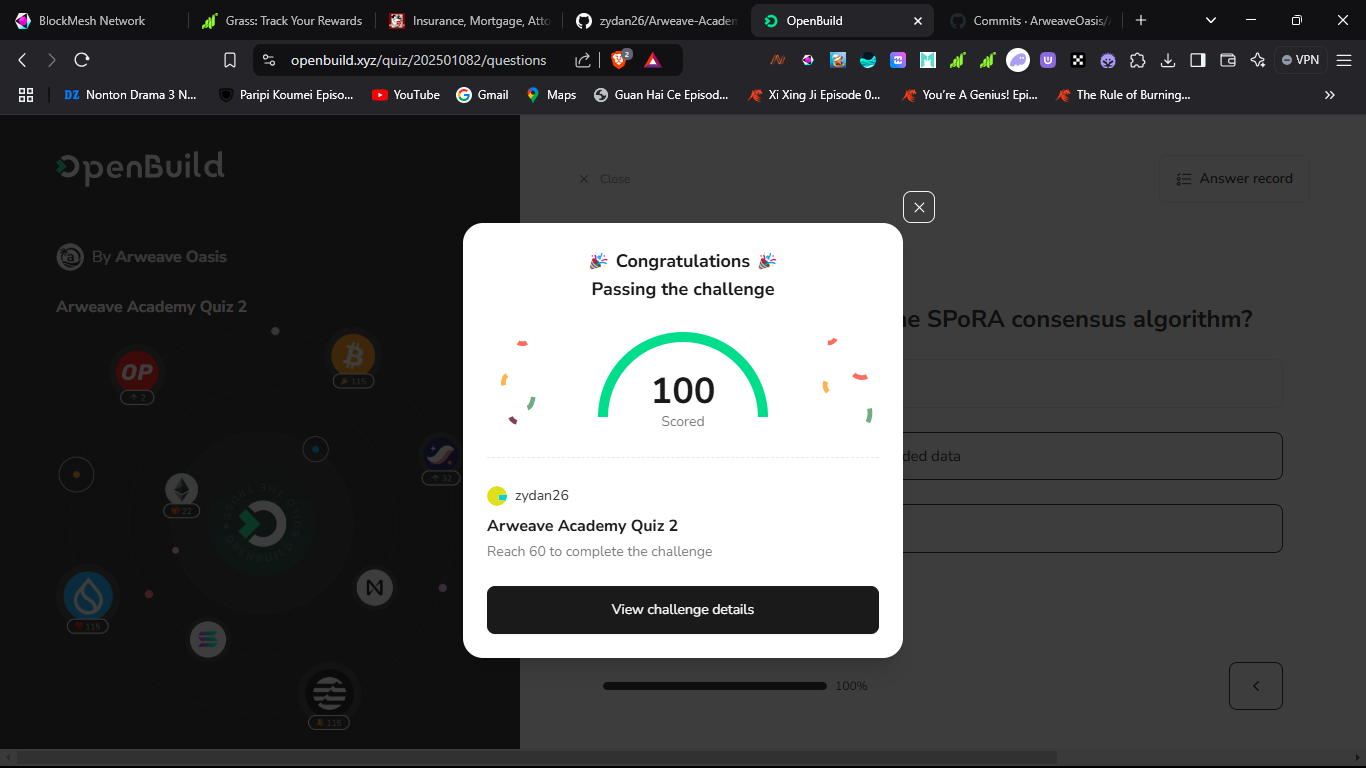 BlockMesh Network
Grass: Track Your Rewards
Insurance, Mortgage, Atto
zydan26/Arweave-Academ
OpenBuild
Commits · ArweaveOasis/
openbuild.xyz/quiz/202501082/questions
2
VPN
DZ Nonton Drama 3 N...
Paripi Koumei Episo...
YouTube
Gmail
Maps
Guan Hai Ce Episod...
Xi Xing Ji Episode 0...
You're A Genius! Epi...
The Rule of Burning...
OpenBuild
Close
Answer record
By Arweave Oasis
Arweave Academy Quiz 2
he SPoRA consensus algorithm?
OP
2
115
32
22
115
115
ded data
100%
🎉 Congratulations 🎉
Passing the challenge
100
Scored
zydan26
Arweave Academy Quiz 2
Reach 60 to complete the challenge
View challenge details